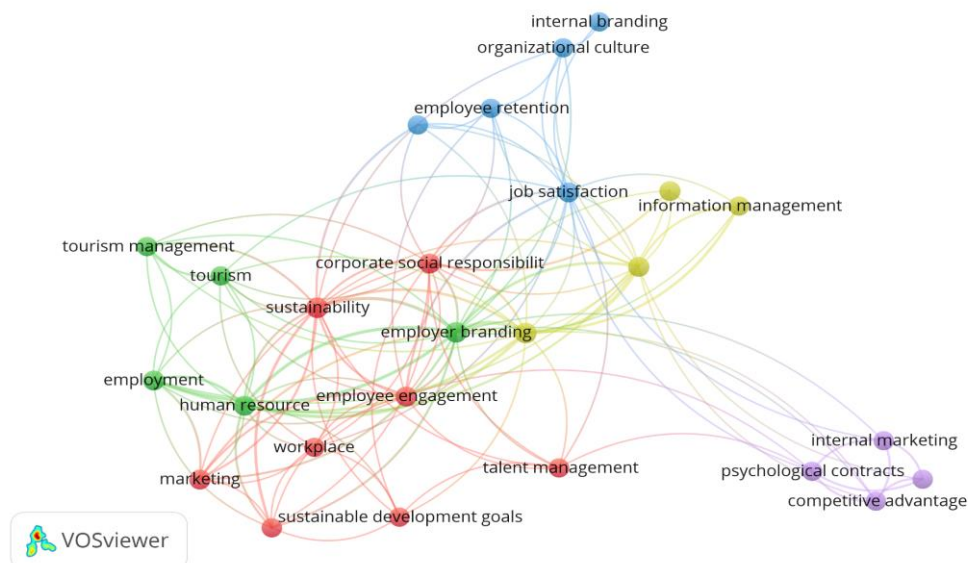 internal branding
organizational culture
employee retention
job satisfaction
information management
tourism management
corporate social responsibilit
tourism
sustainability
employer branding
employment
employee engagement
human resource
internal marketing
workplace
talent management
psychological contracts
marketing
competitive advantage
sustainable development goals
VOSviewer